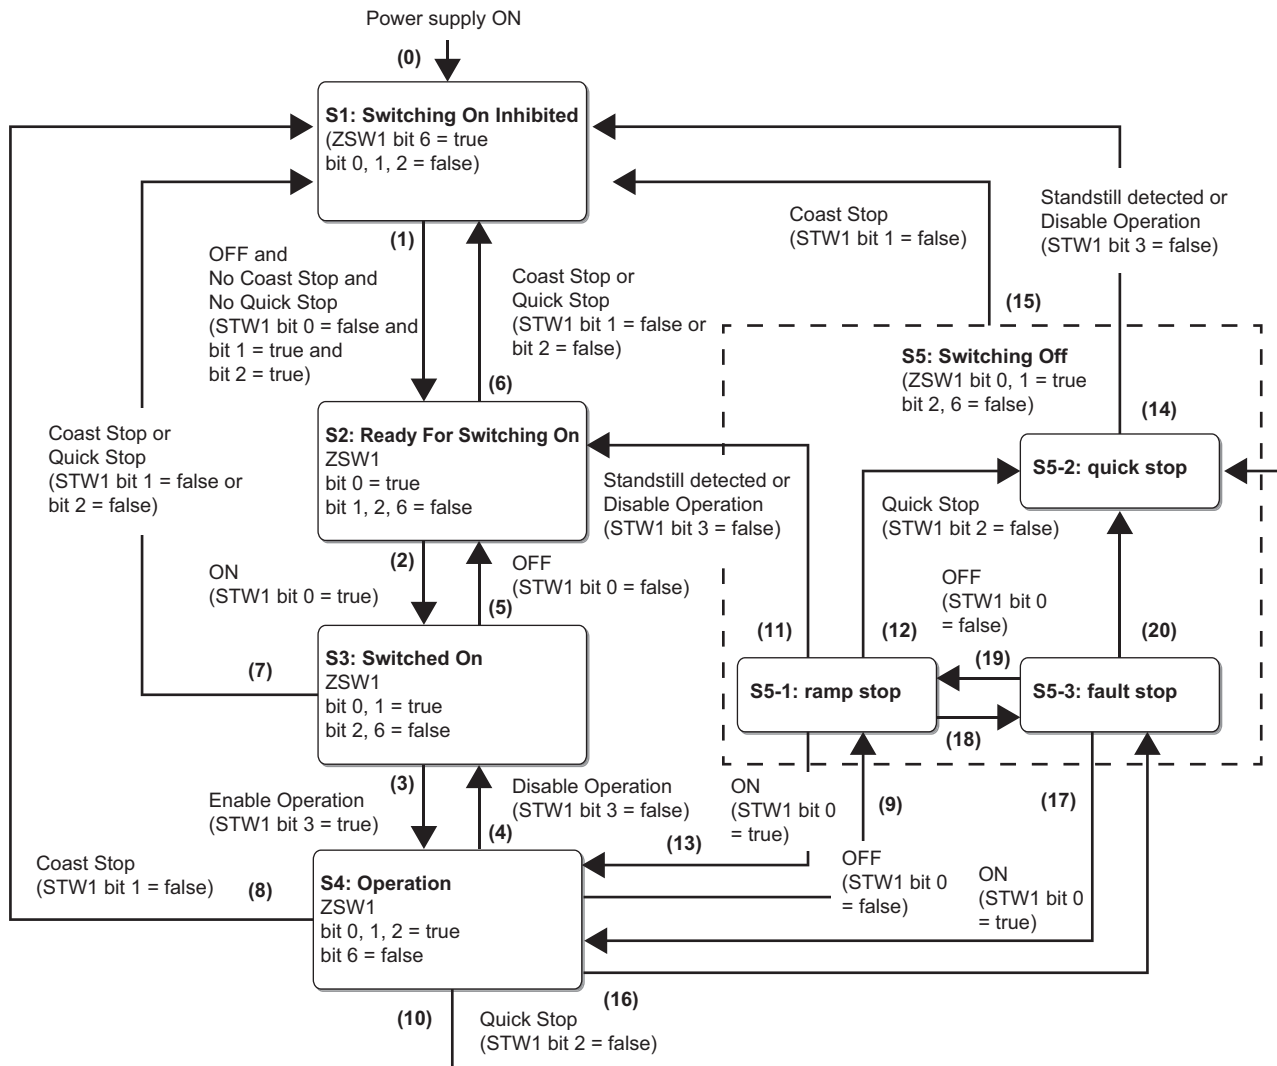 Power supply ON
(0)
S1: Switching On Inhibited
(ZSW1 bit 6 = true
bit 0, 1, 2 = false)
(1)
OFF and
No Coast Stop and
No Quick Stop
(STW1 bit 0 = false and
bit 1 = true and
bit 2 = true)
Coast Stop or
Quick Stop
(STW1 bit 1 = false or
bit 2 = false)
(6)
Coast Stop
(STW1 bit 1 = false)
(15)
Standstill detected or
Disable Operation
(STW1 bit 3 = false)
S5: Switching Off
(ZSW1 bit 0, 1 = true
bit 2, 6 = false)
(14)
S2: Ready For Switching On
ZSW1
bit 0 = true
bit 1, 2, 6 = false
Coast Stop or
Quick Stop
(STW1 bit 1 = false or
bit 2 = false)
Standstill detected or
Disable Operation
(STW1 bit 3 = false)
S5-2: quick stop
Quick Stop
(STW1 bit 2 = false)
(2)
ON
(STW1 bit 0 = true)
OFF
(STW1 bit 0 = false)
(5)
OFF
(STW1 bit 0
= false)
(11)
(12)
(19)
(20)
S3: Switched On
ZSW1
bit 0, 1 = true
bit 2, 6 = false
(7)
S5-1: ramp stop
S5-3: fault stop
(18)
(3)
Enable Operation
(STW1 bit 3 = true)
Disable Operation
(STW1 bit 3 = false)
(4)
ON
(STW1 bit 0
= true)
(9)
(17)
(13)
Coast Stop
(STW1 bit 1 = false)
(8)
S4: Operation
ZSW1
bit 0, 1, 2 = true
bit 6 = false
OFF
(STW1 bit 0
= false)
ON
(STW1 bit 0
= true)
(16)
(10)
Quick Stop
(STW1 bit 2 = false)